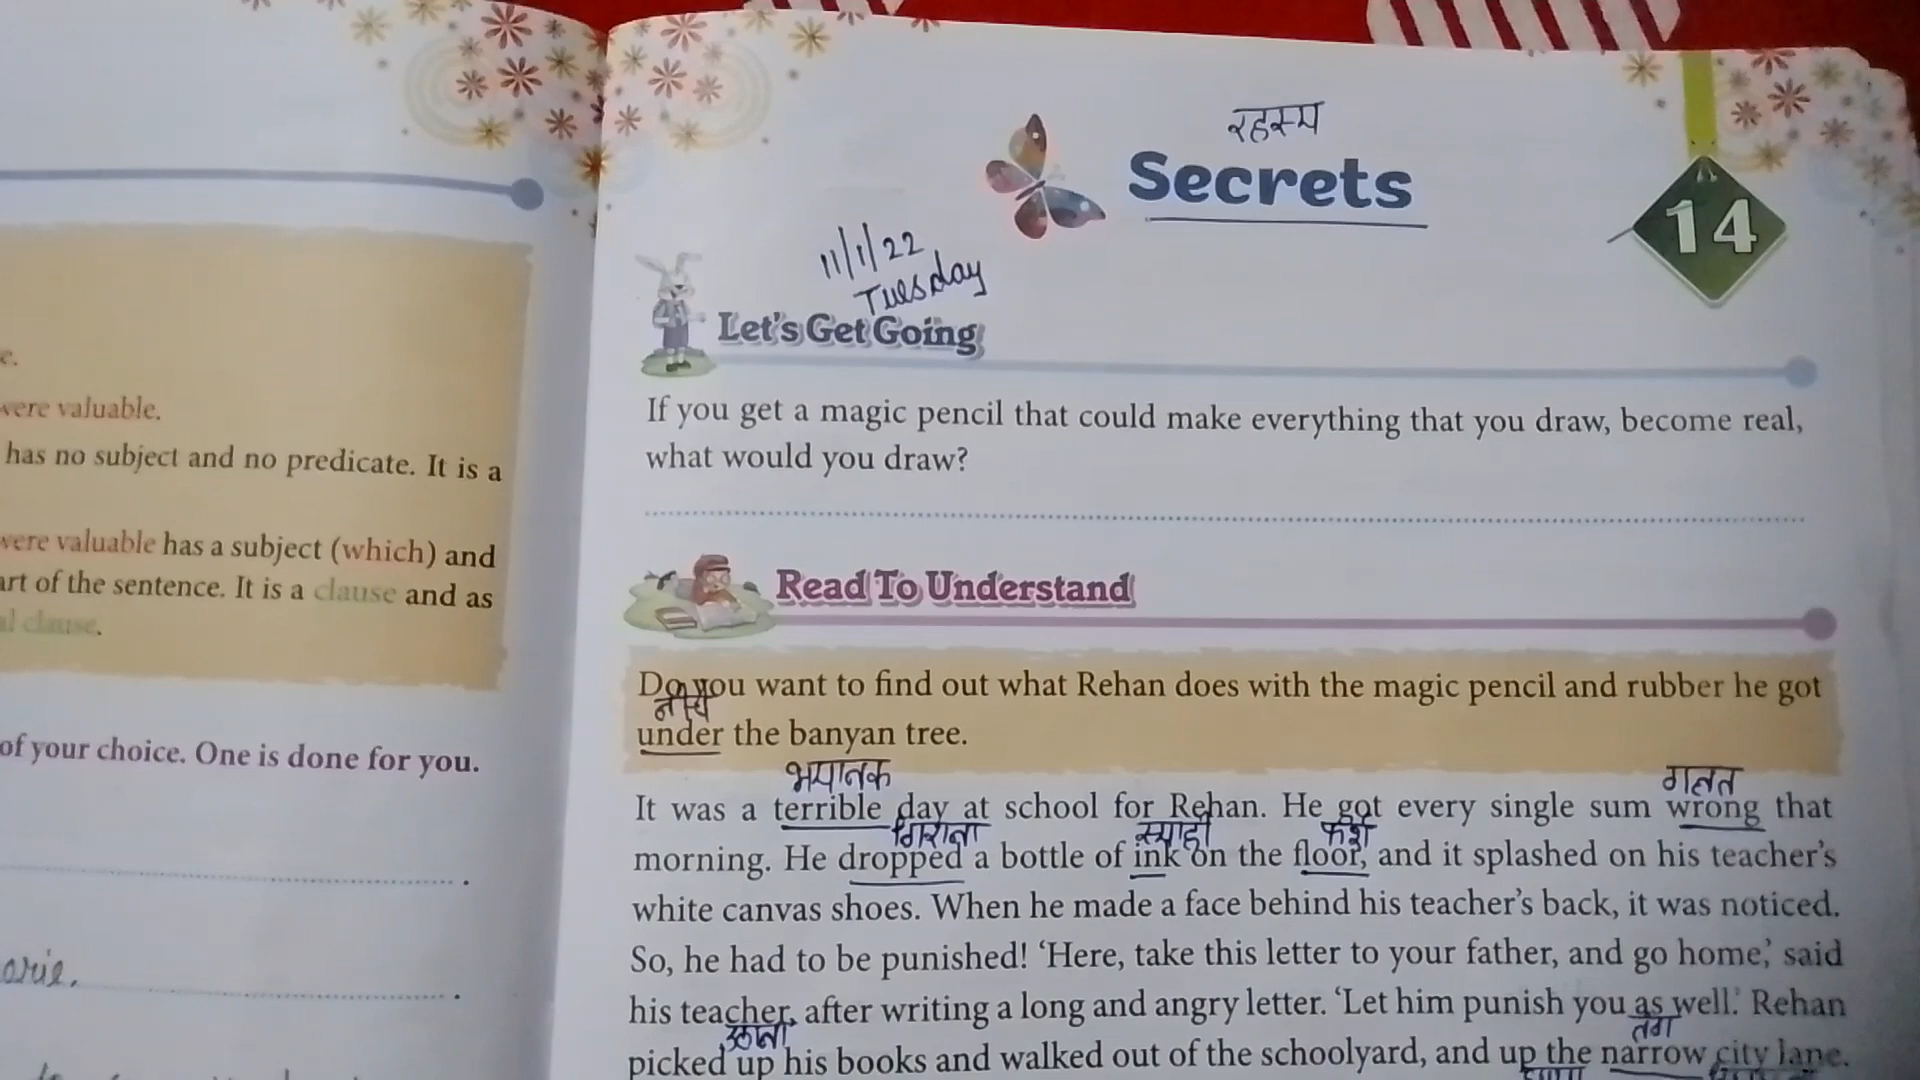 e.
were valuable.
has no subject and no predicate. It is a
were valuable has a subject (which) and
art of the sentence. It is a clause and as
al clause.
of your choice. One is done for you.
रहस्य
Secrets
14
11/1/22
Tuesday
Let's Get Going
If you get a magic pencil that could make everything that you draw, become real,
what would you draw?
Read To Understand
Do you want to find out what Rehan does with the magic pencil and rubber he got
नीचे
under the banyan tree.
भयानक गलत
It was a terrible day at school for Rehan. He got every single sum wrong that
गिराना स्याही फर्श
morning. He dropped a bottle of ink on the floor, and it splashed on his teacher's
white canvas shoes. When he made a face behind his teacher's back, it was noticed.
So, he had to be punished! ‘Here, take this letter to your father, and go home,’ said
his teacher, after writing a long and angry letter. ‘Let him punish you as well.’ Rehan
उठाना तंग
picked up his books and walked out of the schoolyard, and up the narrow city lane.